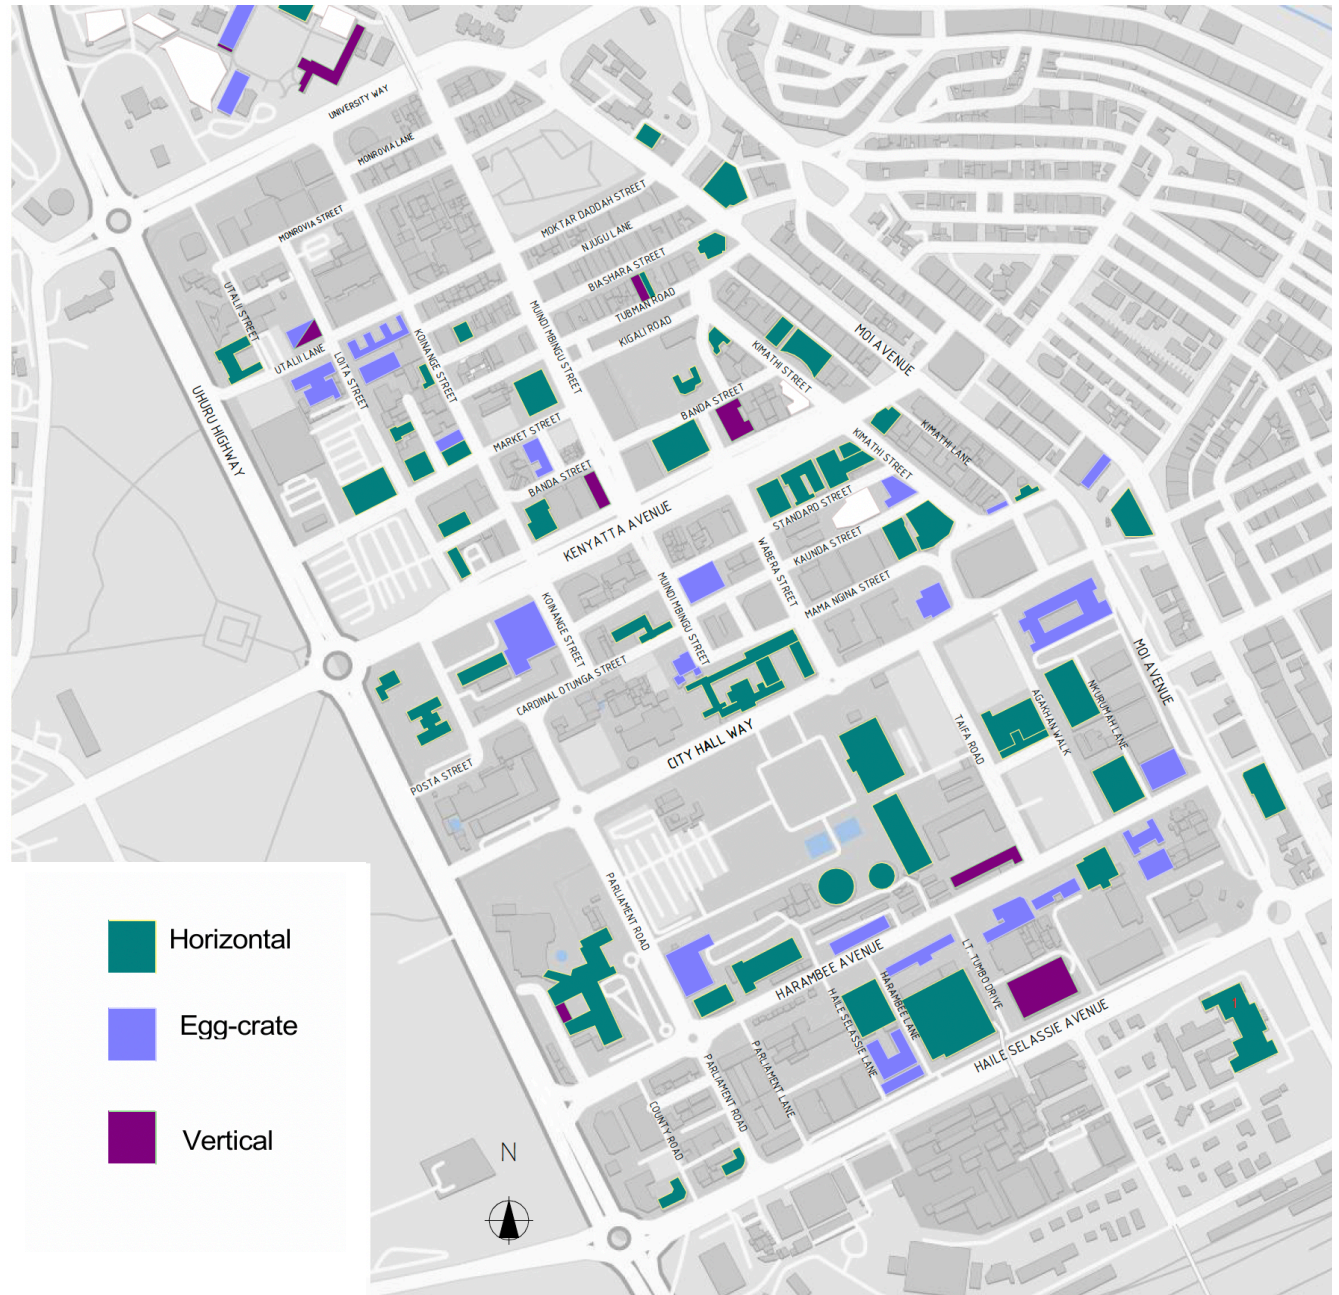 UNIVERSITY WAY
MONROVIA LANE
MOKTAR DADDAH STREET
MONROVIA STREET
NJUGU LANE
BIASHARA STREET
UTALII STREET
TUBMAN ROAD
MUINDI MBINGU STREET
KIGALI ROAD
MOI AVENUE
KOINANGE STREET
UTALII LANE
LOITA STREET
KIMATHI STREET
UHURU HIGHWAY
BANDA STREET
MARKET STREET
KIMATHI LANE
KIMATHI STREET
BANDA STREET
STANDARD STREET
KENYATTA AVENUE
KAUNDA STREET
WABERA STREET
MAMA NGINA STREET
MUINDI MBINGU STREET
KOINANGE STREET
MOI AVENUE
CARDINAL OTUNGA STREET
NKURUMAH LANE
AGAKHAN WALK
TAIFA ROAD
CITY HALL WAY
POSTA STREET
PARLIAMENT ROAD
Horizontal
HARAMBEE AVENUE
LT. TUMBO DRIVE
HARAMBEE LANE
HAILE SELASSIE LANE
Egg-crate
HAILE SELASSIE AVENUE
PARLIAMENT LANE
PARLIAMENT ROAD
COUNTY ROAD
Vertical
N